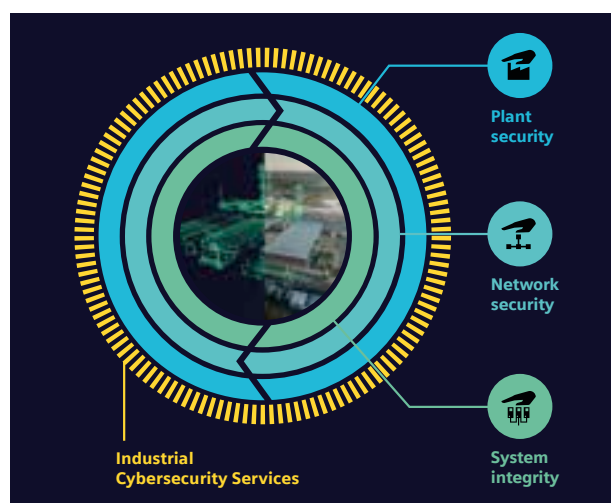 Plant
security
Network
security
System
integrity
Industrial
Cybersecurity Services